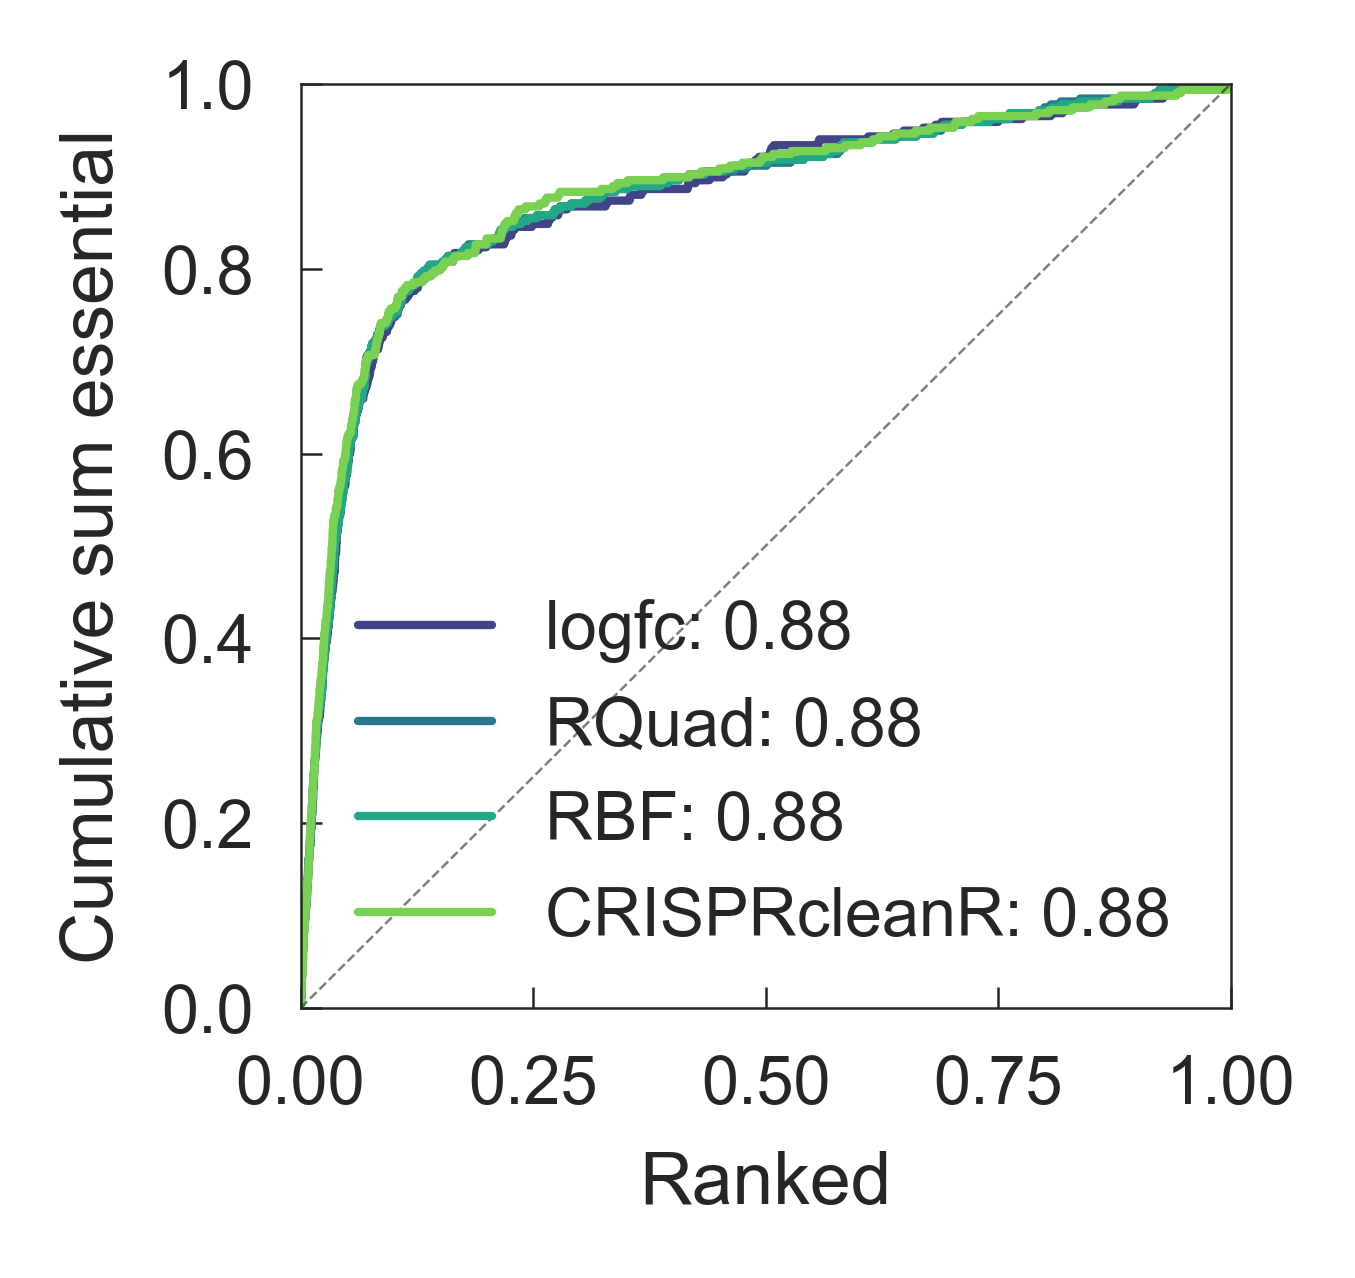 1.0
0.8
0.6
0.4
0.2
0.0
Cumulative sum essential
logfc: 0.88
RQuad: 0.88
RBF: 0.88
CRISPRcleanR: 0.88
0.00 0.25 0.50 0.75 1.00
Ranked